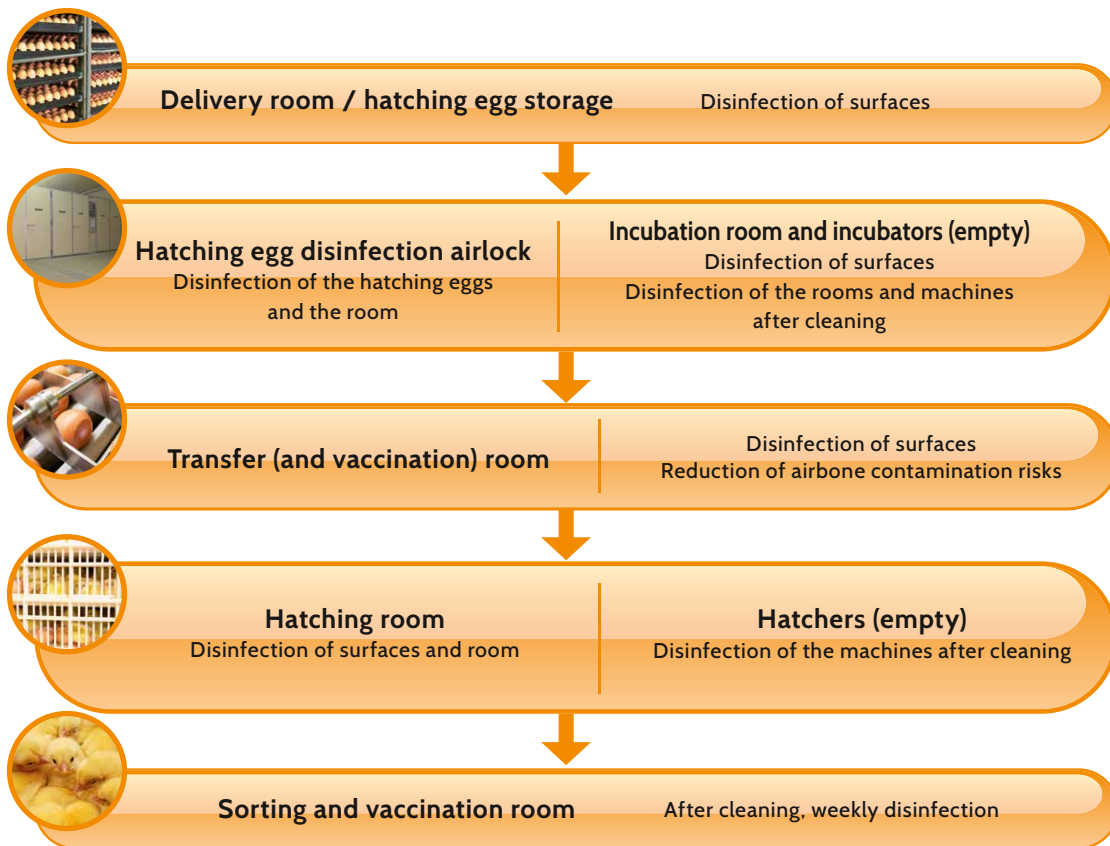 Delivery room / hatching egg storage
Disinfection of surfaces
Hatching egg disinfection airlock
Disinfection of the hatching eggs
and the room
Incubation room and incubators (empty)
Disinfection of surfaces
Disinfection of the rooms and machines
after cleaning
Transfer (and vaccination) room
Disinfection of surfaces
Reduction of airbone contamination risks
Hatching room
Disinfection of surfaces and room
Hatchers (empty)
Disinfection of the machines after cleaning
Sorting and vaccination room
After cleaning, weekly disinfection